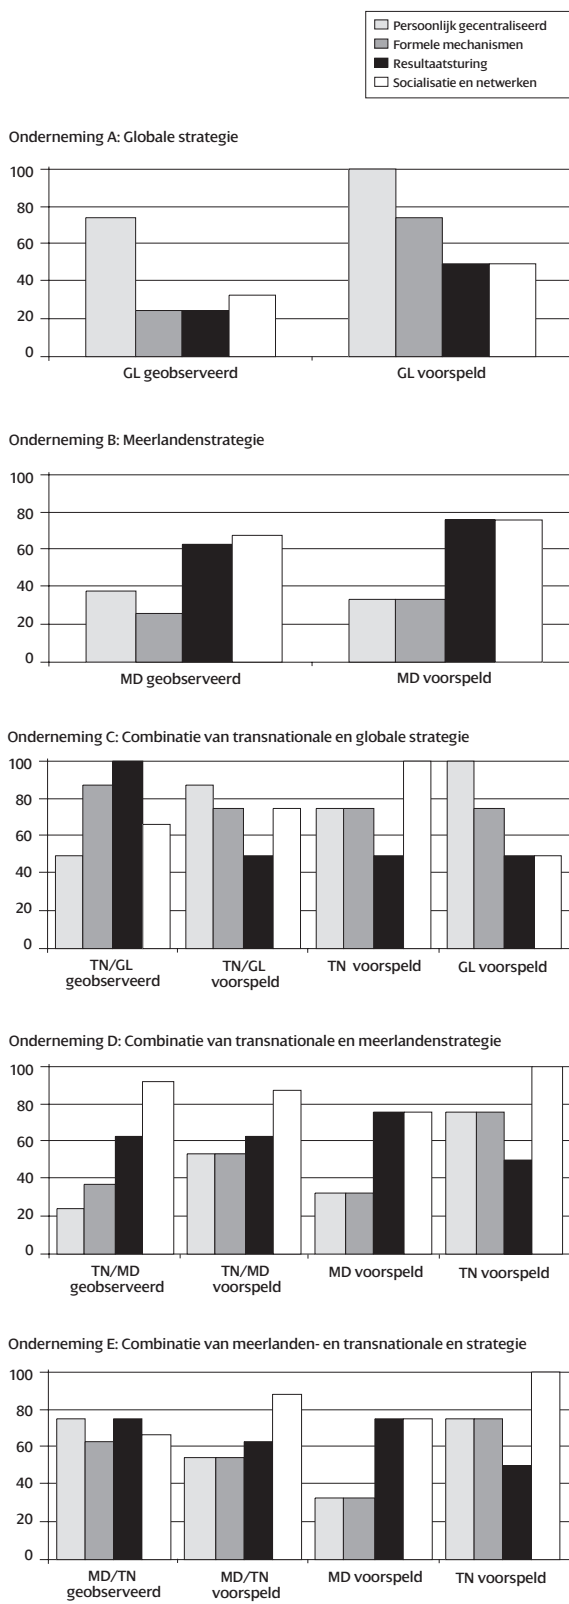 Persoonlijk gecentraliseerd
Formele mechanismen
Resultaatsturing
Socialisatie en netwerken
Onderneming A: Globale strategie
100
80
60
40
20
0
GL geobserveerd
GL voorspeld
Onderneming B: Meerlandenstrategie
100
80
60
40
20
0
MD geobserveerd
MD voorspeld
Onderneming C: Combinatie van transnationale en globale strategie
100
80
60
40
20
0
TN/GL
geobserveerd
TN/GL
voorspeld
TN voorspeld
GL voorspeld
Onderneming D: Combinatie van transnationale en meerlandenstrategie
100
80
60
40
20
0
TN/MD
geobserveerd
TN/MD
voorspeld
MD voorspeld
TN voorspeld
Onderneming E: Combinatie van meerlanden- en transnationale en strategie
100
80
60
40
20
0
MD/TN
geobserveerd
MD/TN
voorspeld
MD voorspeld
TN voorspeld